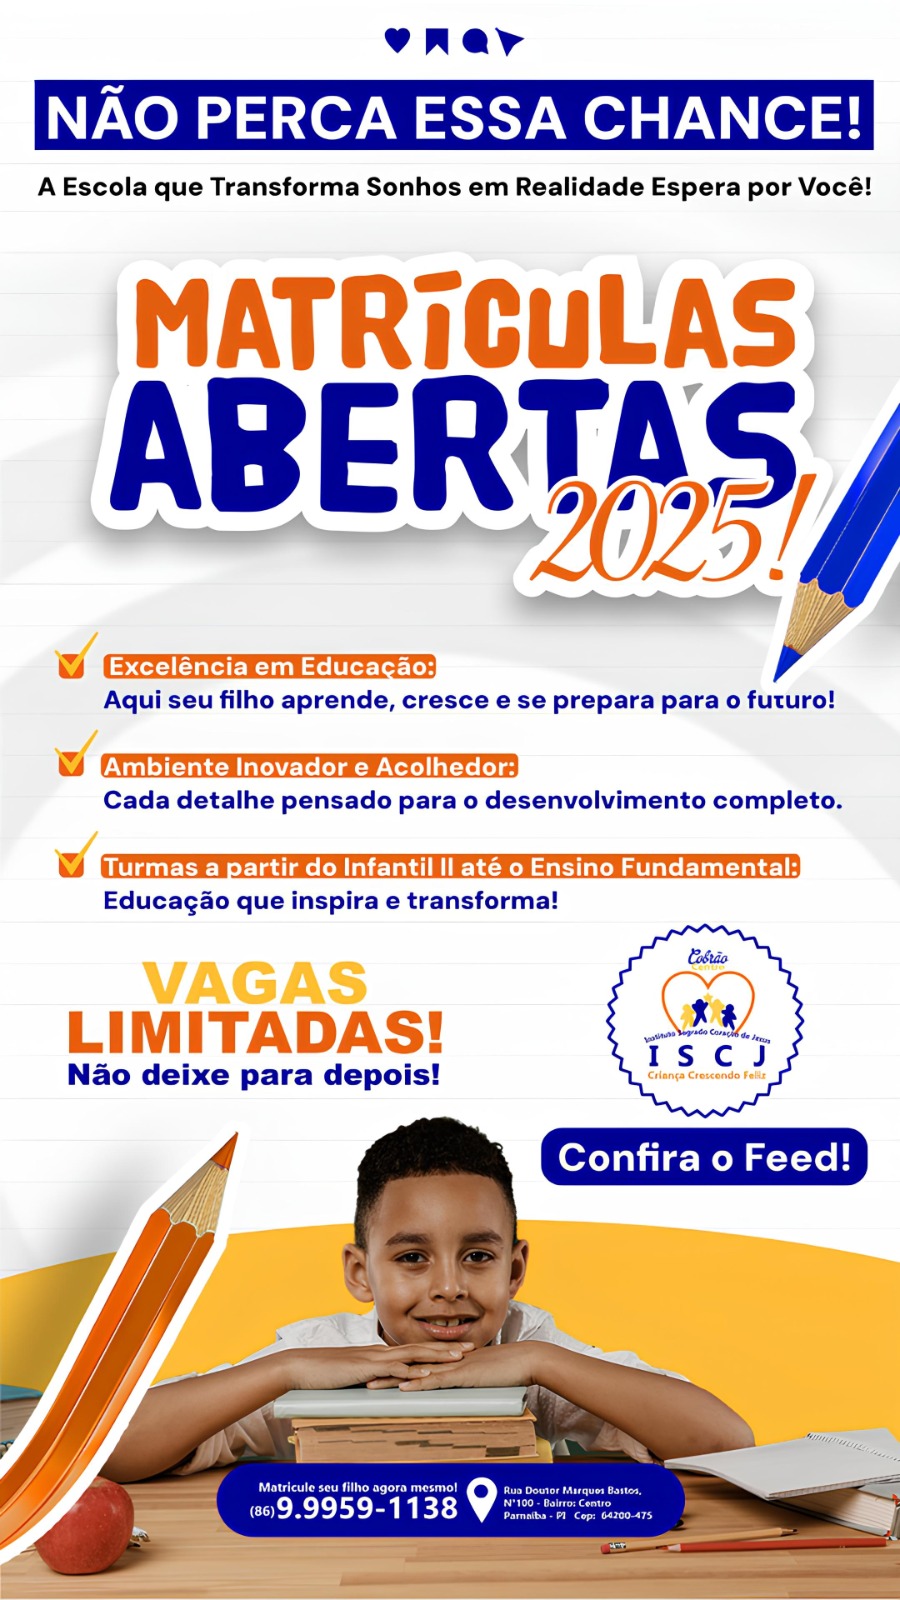 NÃO PERCA ESSA CHANCE!
A Escola que Transforma Sonhos em Realidade Espera por Você!
MATRÍCULAS
ABERTAS
2025!
Excelência em Educação:
Aqui seu filho aprende, cresce e se prepara para o futuro!
Ambiente Inovador e Acolhedor:
Cada detalhe pensado para o desenvolvimento completo.
Turmas a partir do Infantil II até o Ensino Fundamental:
Educação que inspira e transforma!
VAGAS
LIMITADAS!
Não deixe para depois!
Cobrão
Centro
Instituto Sagrado Coração de Jesus
I S C J
Criança Crescendo Feliz
Confira o Feed!
Matricule seu filho agora mesmo!
(86)9.9959-1138
Rua Doutor Marques Bastos,
N°100 - Bairro: Centro
Parnaíba - PI Cep: 64200-475